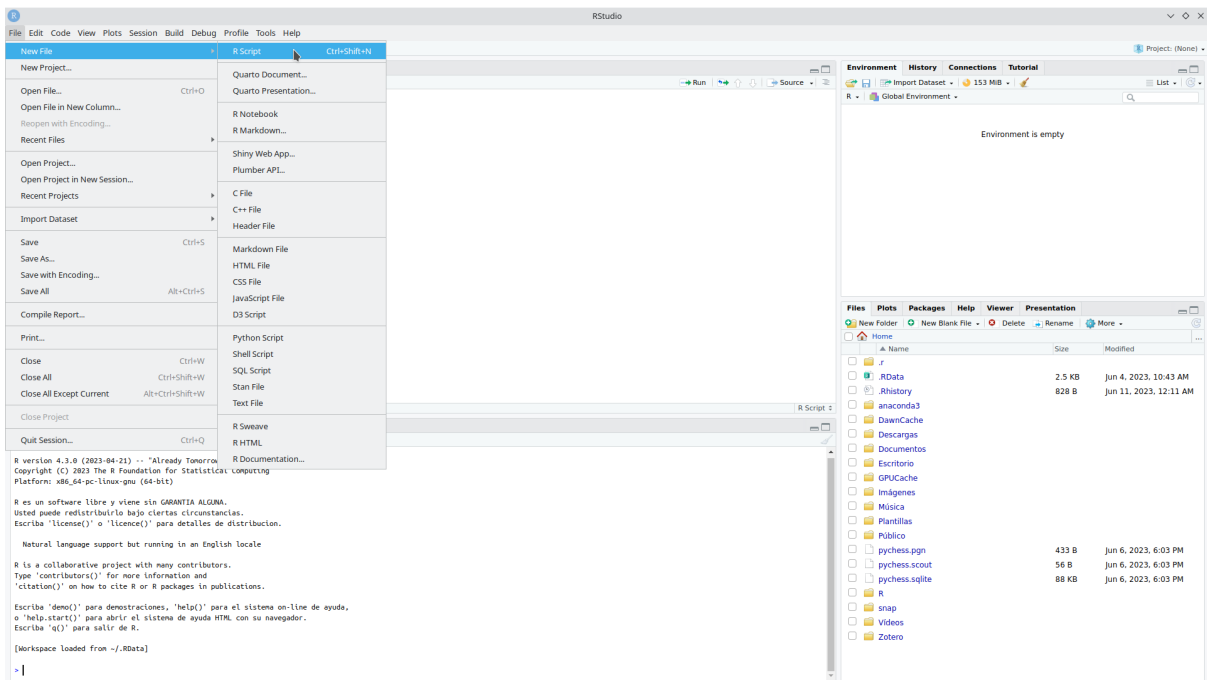 RStudio
File Edit Code View Plots Session Build Debug Profile Tools Help
New File
New Project...
Open File... Ctrl+O
Open File in New Column...
Reopen with Encoding...
Recent Files
Open Project...
Open Project in New Session...
Recent Projects
Import Dataset
Save Ctrl+S
Save As...
Save with Encoding...
Save All Alt+Ctrl+S
Compile Report...
Print...
Close Ctrl+W
Close All Ctrl+Shift+W
Close All Except Current Alt+Ctrl+Shift+W
Close Project
Quit Session... Ctrl+Q
R Script Ctrl+Shift+N
Quarto Document...
Quarto Presentation...
R Notebook
R Markdown...
Shiny Web App...
Plumber API...
C File
C++ File
Header File
Markdown File
HTML File
CSS File
JavaScript File
D3 Script
Python Script
Shell Script
SQL Script
Stan File
Text File
R Sweave
R HTML
R Documentation...
Project: (None)
Run Source
R Script
R version 4.3.0 (2023-04-21) -- "Already Tomorrow
Copyright (C) 2023 The R Foundation for Statistical Computing
Platform: x86_64-pc-linux-gnu (64-bit)
R es un software libre y viene sin GARANTIA ALGUNA.
Usted puede redistribuirlo bajo ciertas circunstancias.
Escriba 'license()' o 'licence()' para detalles de distribucion.
Natural language support but running in an English locale
R is a collaborative project with many contributors.
Type 'contributors()' for more information and
'citation()' on how to cite R or R packages in publications.
Escriba 'demo()' para demostraciones, 'help()' para el sistema on-line de ayuda,
o 'help.start()' para abrir el sistema de ayuda HTML con su navegador.
Escriba 'q()' para salir de R.
[Workspace loaded from ~/.RData]
>
Environment History Connections Tutorial
Import Dataset 153 MiB List
R Global Environment
Environment is empty
Files Plots Packages Help Viewer Presentation
New Folder New Blank File Delete Rename More
Home ...
Name Size Modified
.r
.RData 2.5 KB Jun 4, 2023, 10:43 AM
.Rhistory 828 B Jun 11, 2023, 12:11 AM
anaconda3
DawnCache
Descargas
Documentos
Escritorio
GPUCache
Imágenes
Música
Plantillas
Público
pychess.pgn 433 B Jun 6, 2023, 6:03 PM
pychess.scout 56 B Jun 6, 2023, 6:03 PM
pychess.sqlite 88 KB Jun 6, 2023, 6:03 PM
R
snap
Vídeos
Zotero